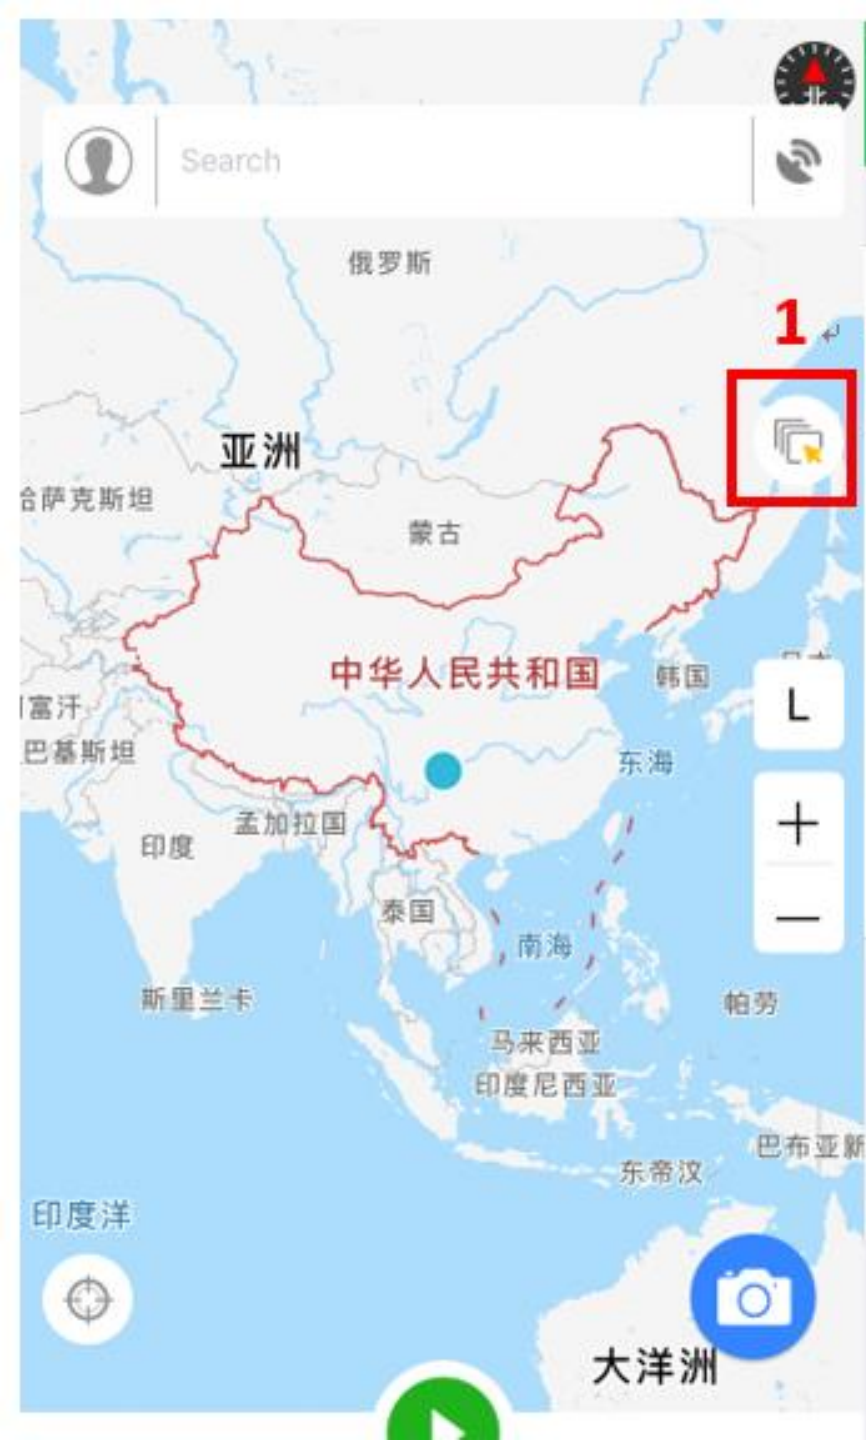 北
Search
俄罗斯
1
亚洲
哈萨克斯坦
蒙古
中华人民共和国
韩国
日本
富汗
L
巴基斯坦
东海
孟加拉国
印度
泰国
南海
斯里兰卡
帕劳
马来西亚
印度尼西亚
巴布亚新
东帝汶
印度洋
大洋洲